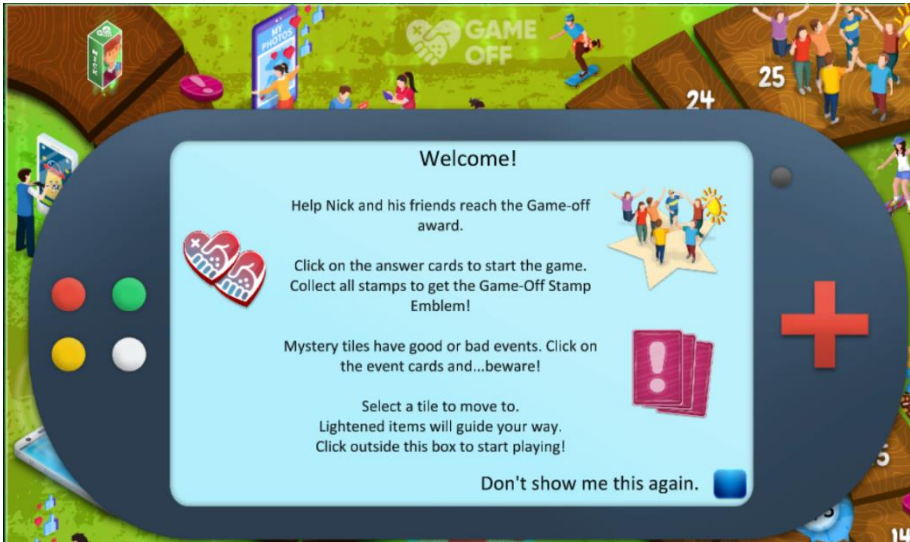 NICK
MY
PHOTOS
GAME
OFF
24
25
Welcome!
Help Nick and his friends reach the Game-off
award.
Click on the answer cards to start the game.
Collect all stamps to get the Game-Off Stamp
Emblem!
Mystery tiles have good or bad events. Click on
the event cards and...beware!
Select a tile to move to.
Lightened items will guide your way.
Click outside this box to start playing!
Don't show me this again.
14